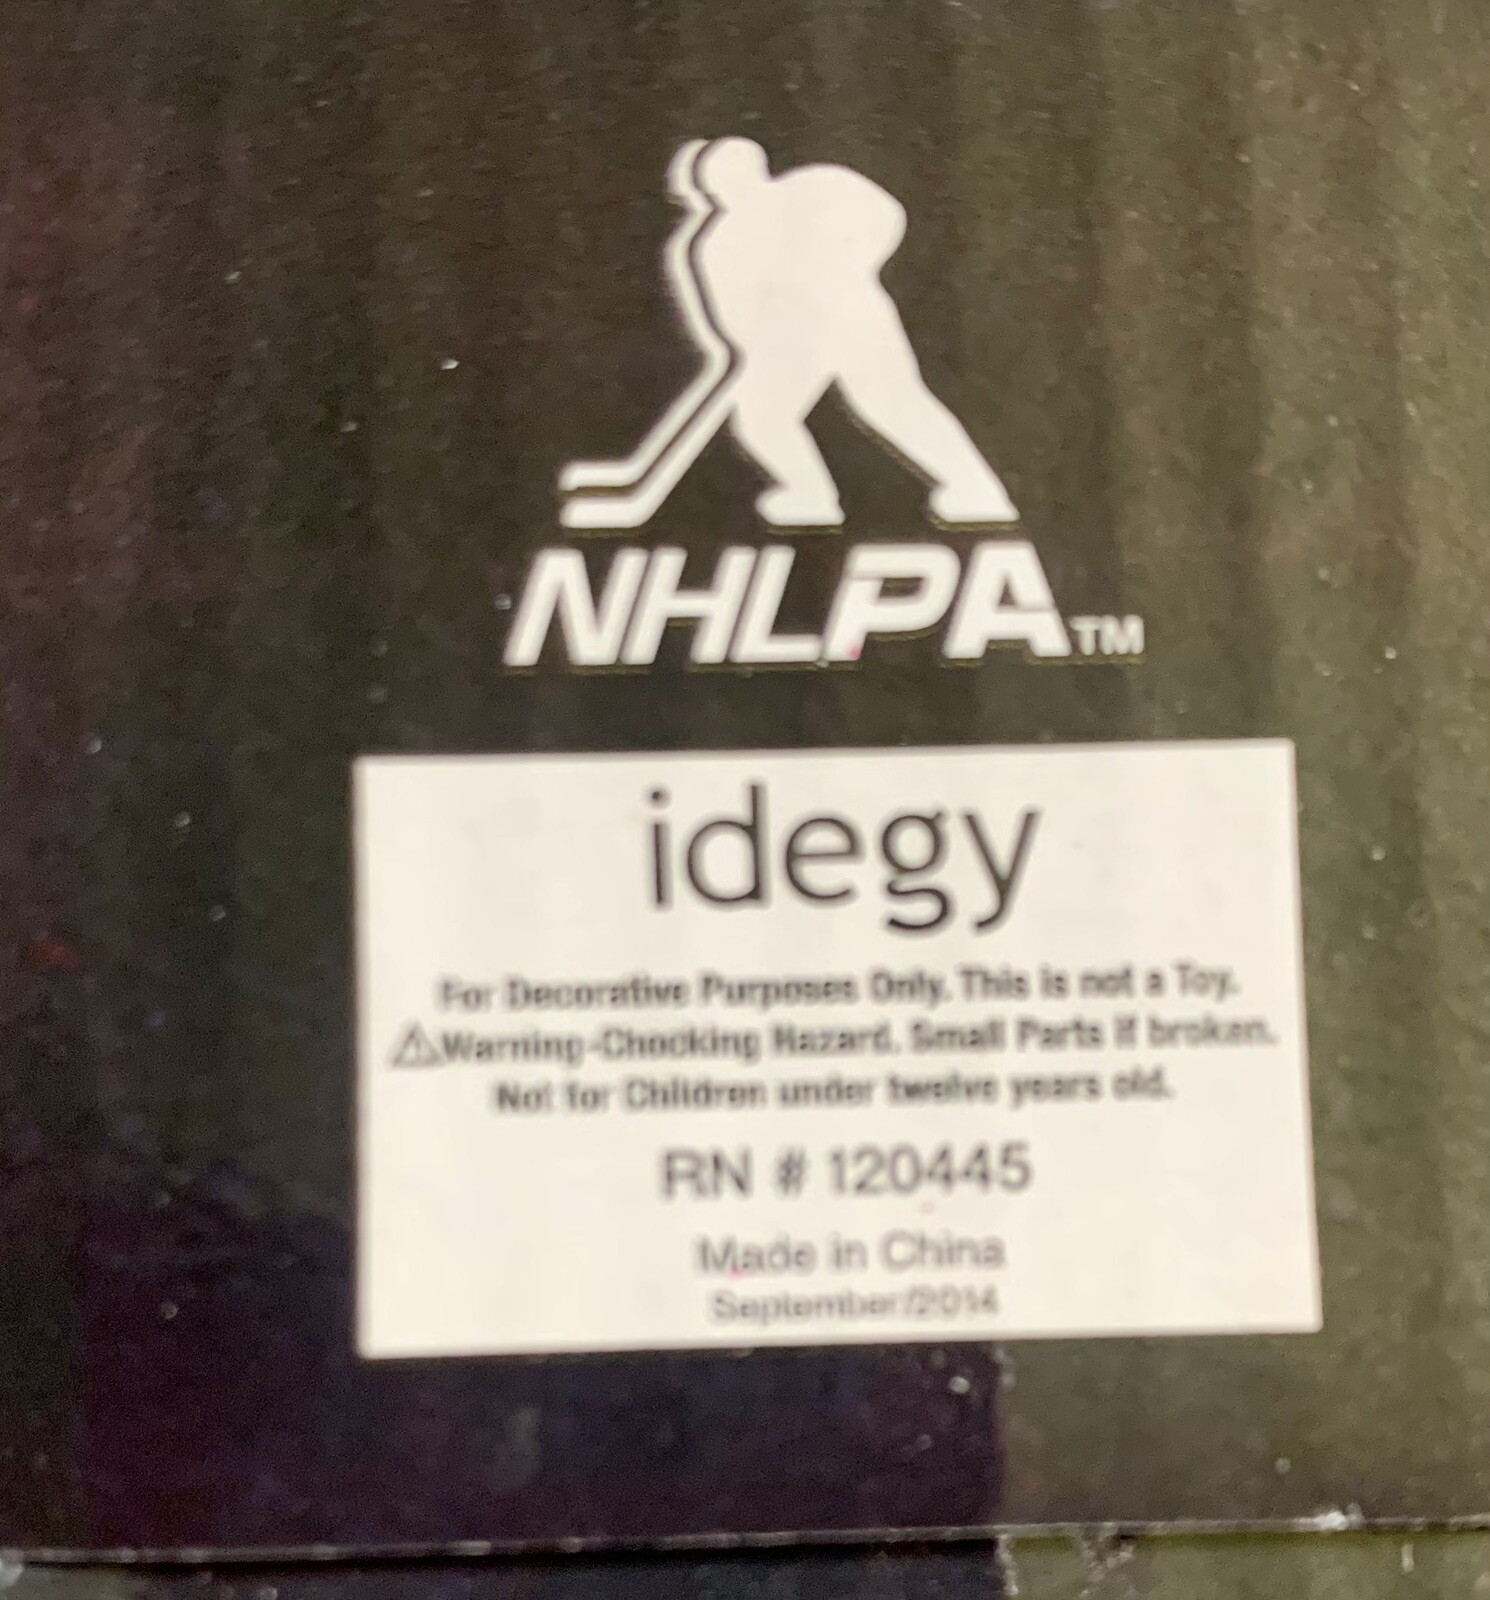 NHLPA™
idegy
For Decorative Purposes Only. This is not a Toy.
⚠Warning-Chocking Hazard. Small Parts if broken.
Not for Children under twelve years old.
RN # 120445
Made in China
September/2014